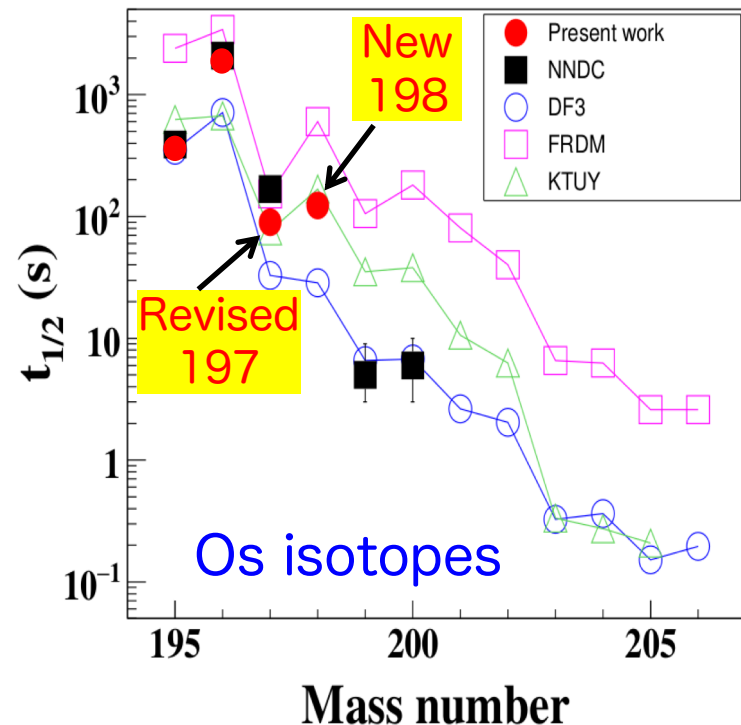 Present work
NNDC
DF3
FRDM
KTUY
New
198
Revised
197
Os isotopes
10³
10²
10
1
10⁻¹
t₁/₂ (s)
195
200
205
Mass number